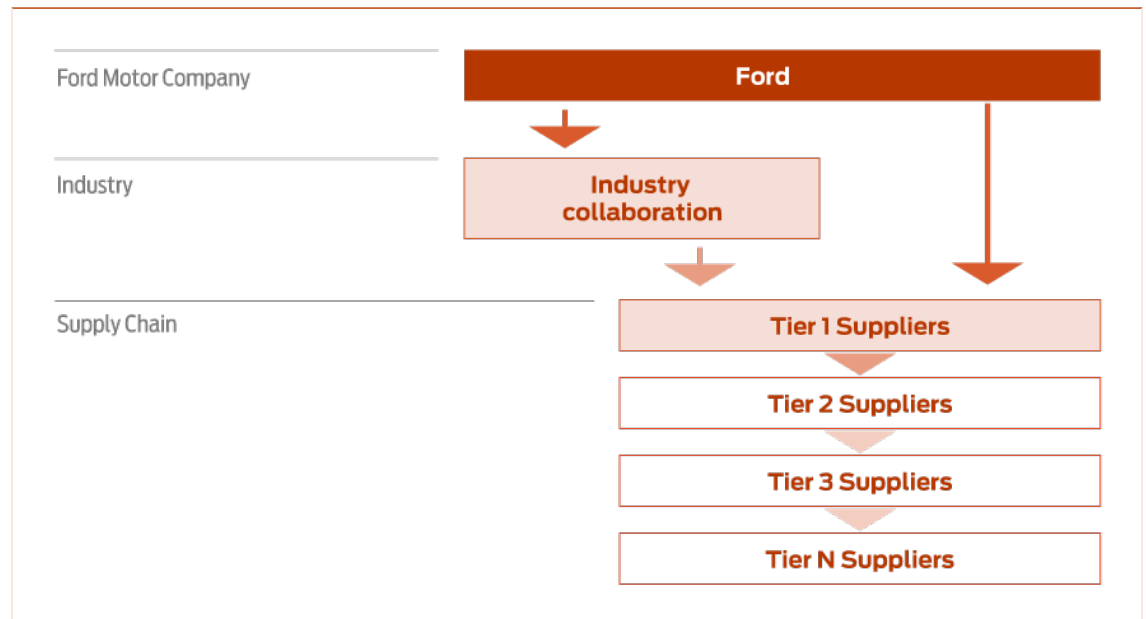 Ford Motor Company
Ford
Industry
Industry
collaboration
Supply Chain
Tier 1 Suppliers
Tier 2 Suppliers
Tier 3 Suppliers
Tier N Suppliers